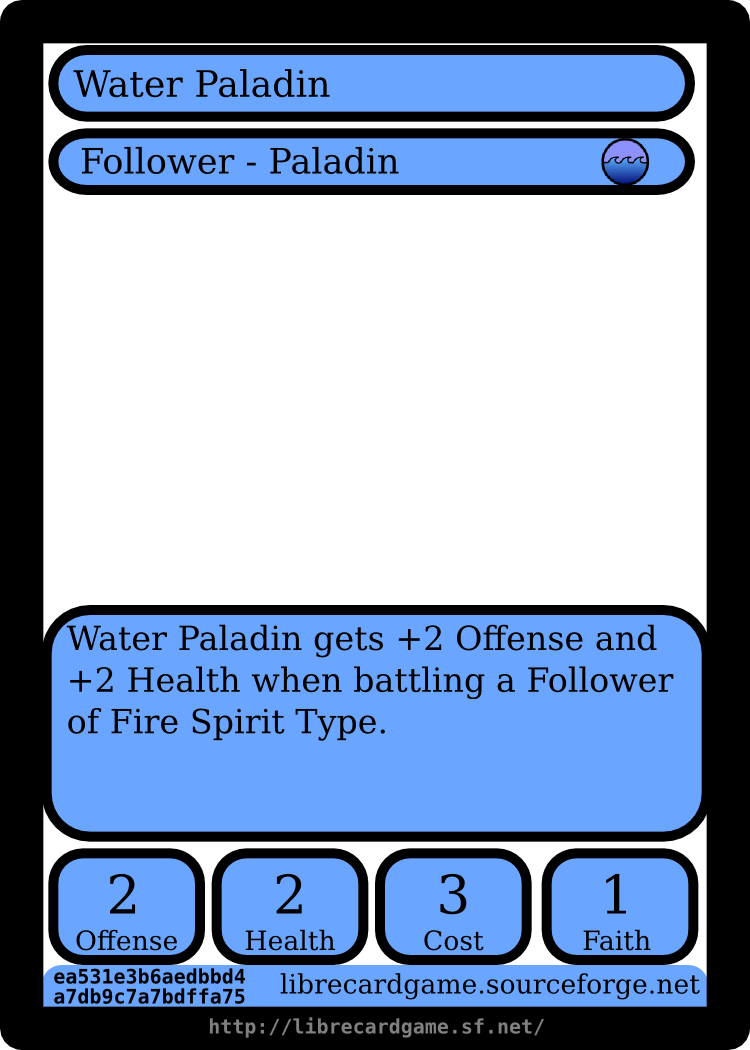 Water Paladin
Follower - Paladin
Water Paladin gets +2 Offense and
+2 Health when battling a Follower
of Fire Spirit Type.
2
Offense
2
Health
3
Cost
1
Faith
ea531e3b6aedbbd4
a7db9c7a7bdffa75
librecardgame.sourceforge.net
http://librecardgame.sf.net/